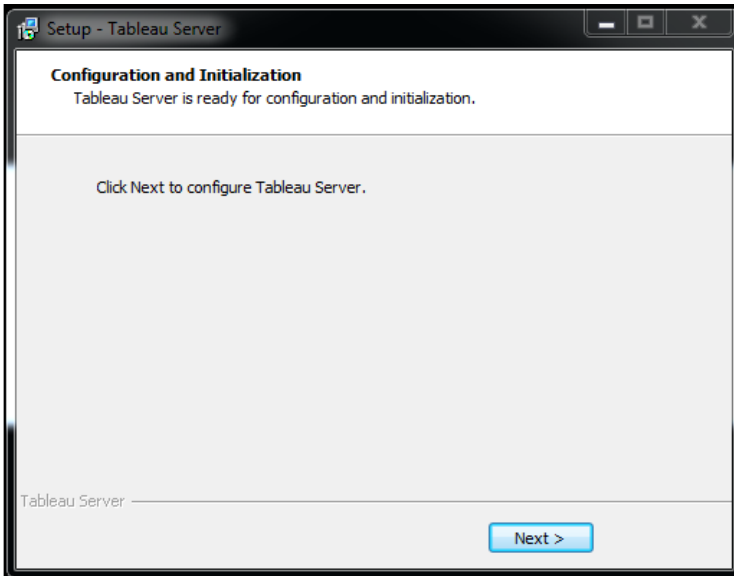 Setup - Tableau Server
Configuration and Initialization
Tableau Server is ready for configuration and initialization.
Click Next to configure Tableau Server.
Tableau Server
Next >